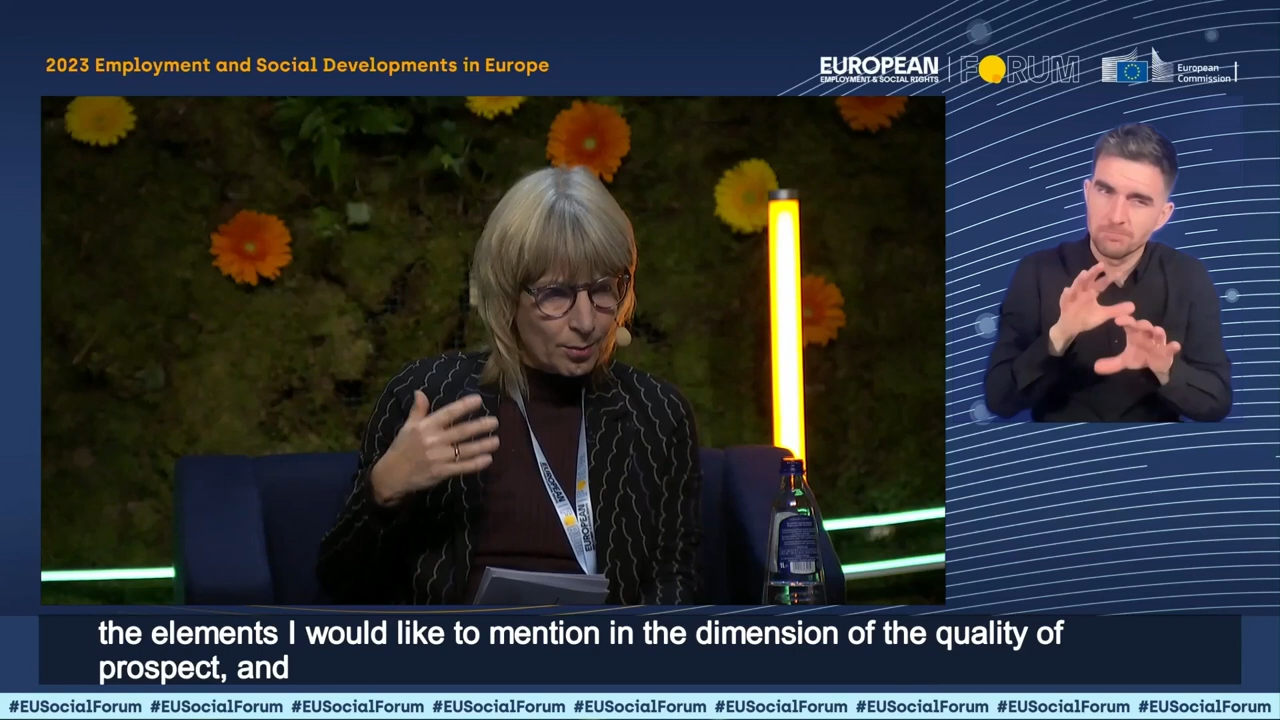 2023 Employment and Social Developments in Europe
EUROPEAN
EMPLOYMENT & SOCIAL RIGHTS
FORUM
European
Commission
EUROPEAN
EUROPEAN
the elements I would like to mention in the dimension of the quality of
prospect, and
#EUSocialForum #EUSocialForum #EUSocialForum #EUSocialForum #EUSocialForum #EUSocialForum #EUSocialForum #EUSocialForum #EUSocialForum